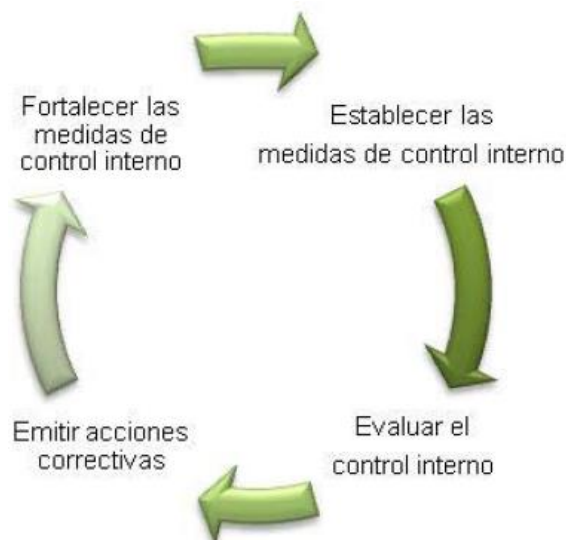 Fortalecer las
medidas de
control interno
Establecer las
medidas de control interno
Evaluar el
control interno
Emitir acciones
correctivas